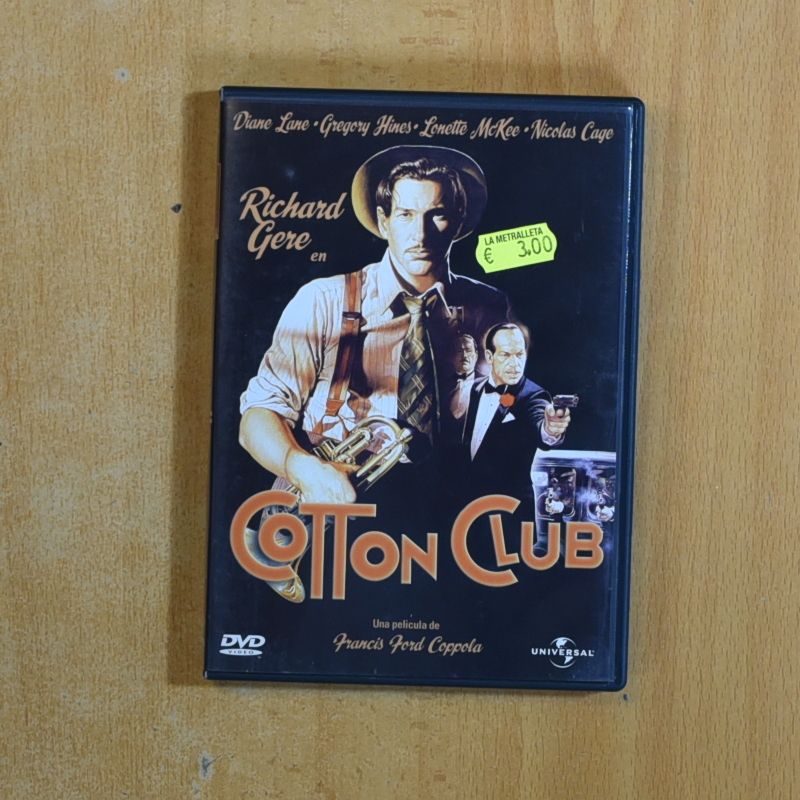 Diane Lane • Gregory Hines • Lonette McKee • Nicolas Cage
Richard
Gere
en
LA METRALLETA
€ 3.00
COTTON CLUB
Una película de
Francis Ford Coppola
DVD
VIDEO
UNIVERSAL